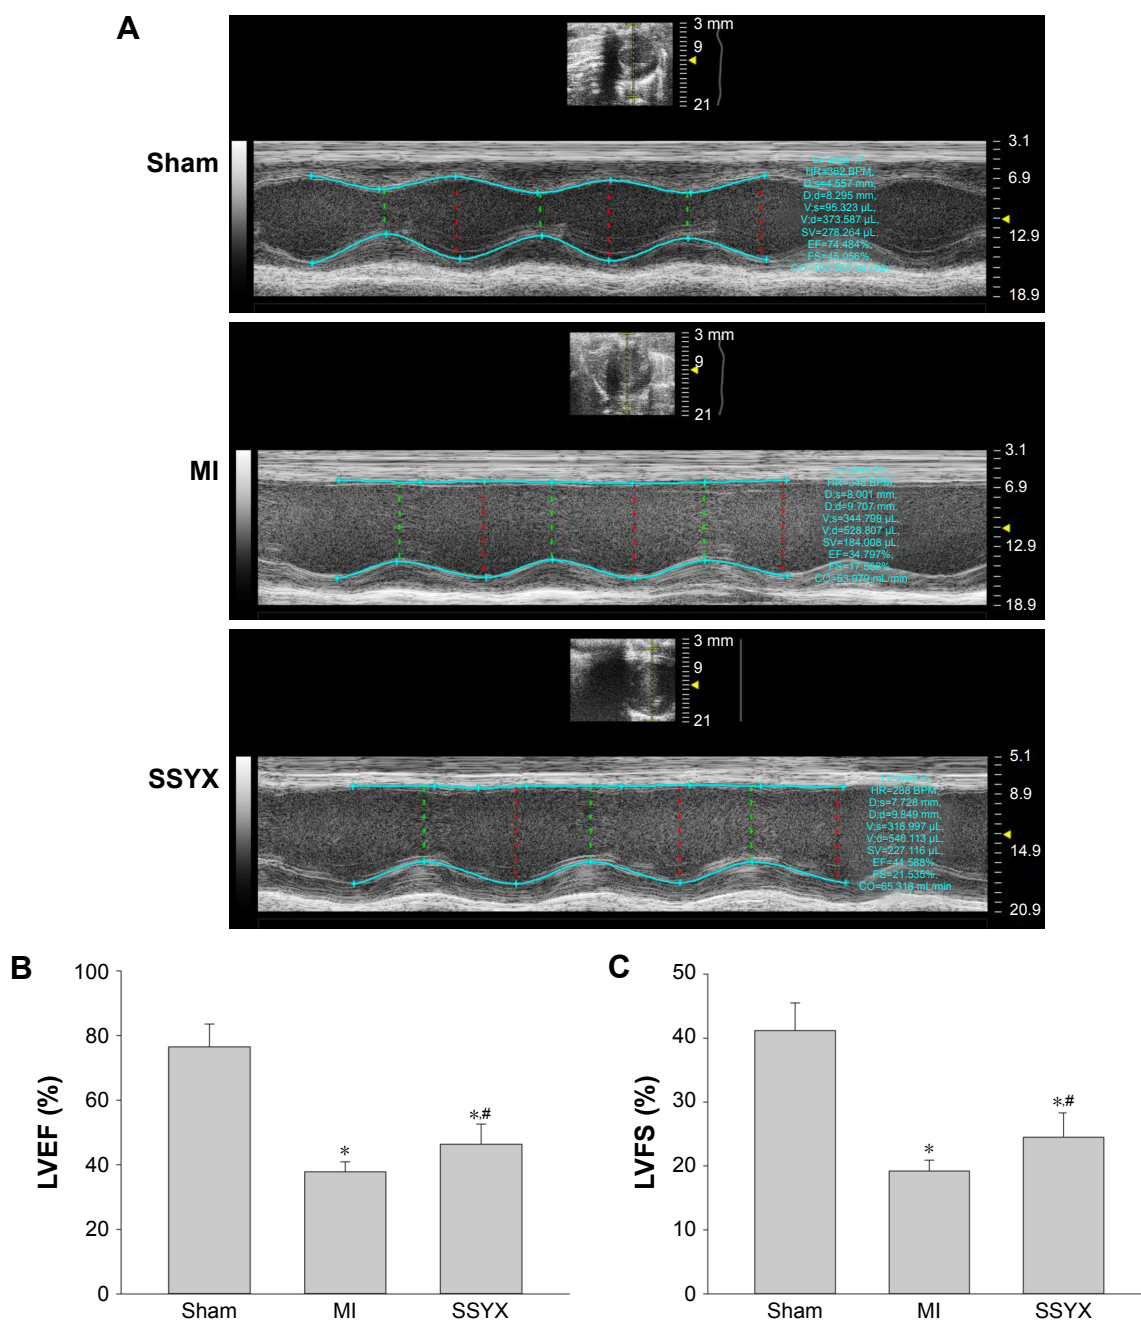 A
3 mm
9
21
Sham
3.1
6.9
12.9
18.9
HR=362 BPM,
D;s=4.557 mm,
D;d=8.295 mm,
V;s=95.323 µL,
V;d=373.587 µL,
SV=278.264 µL,
EF=74.484%,
FS=45.056%,
3 mm
9
21
MI
3.1
6.9
12.9
18.9
HR=348 BPM,
D;s=8.001 mm,
D;d=9.707 mm,
V;s=344.799 µL,
V;d=528.807 µL,
SV=184.008 µL,
EF=34.797%,
FS=17.568%,
CO=63.979 mL/min
3 mm
9
21
SSYX
5.1
8.9
14.9
20.9
HR=288 BPM,
D;s=7.728 mm,
D;d=9.849 mm,
V;s=318.997 µL,
V;d=546.113 µL,
SV=227.116 µL,
EF=41.588%,
FS=21.538%,
CO=65.318 mL/min
B
LVEF (%)
100
80
60
40
20
0
*
*,#
Sham MI SSYX
C
LVFS (%)
50
40
30
20
10
0
*
*,#
Sham MI SSYX